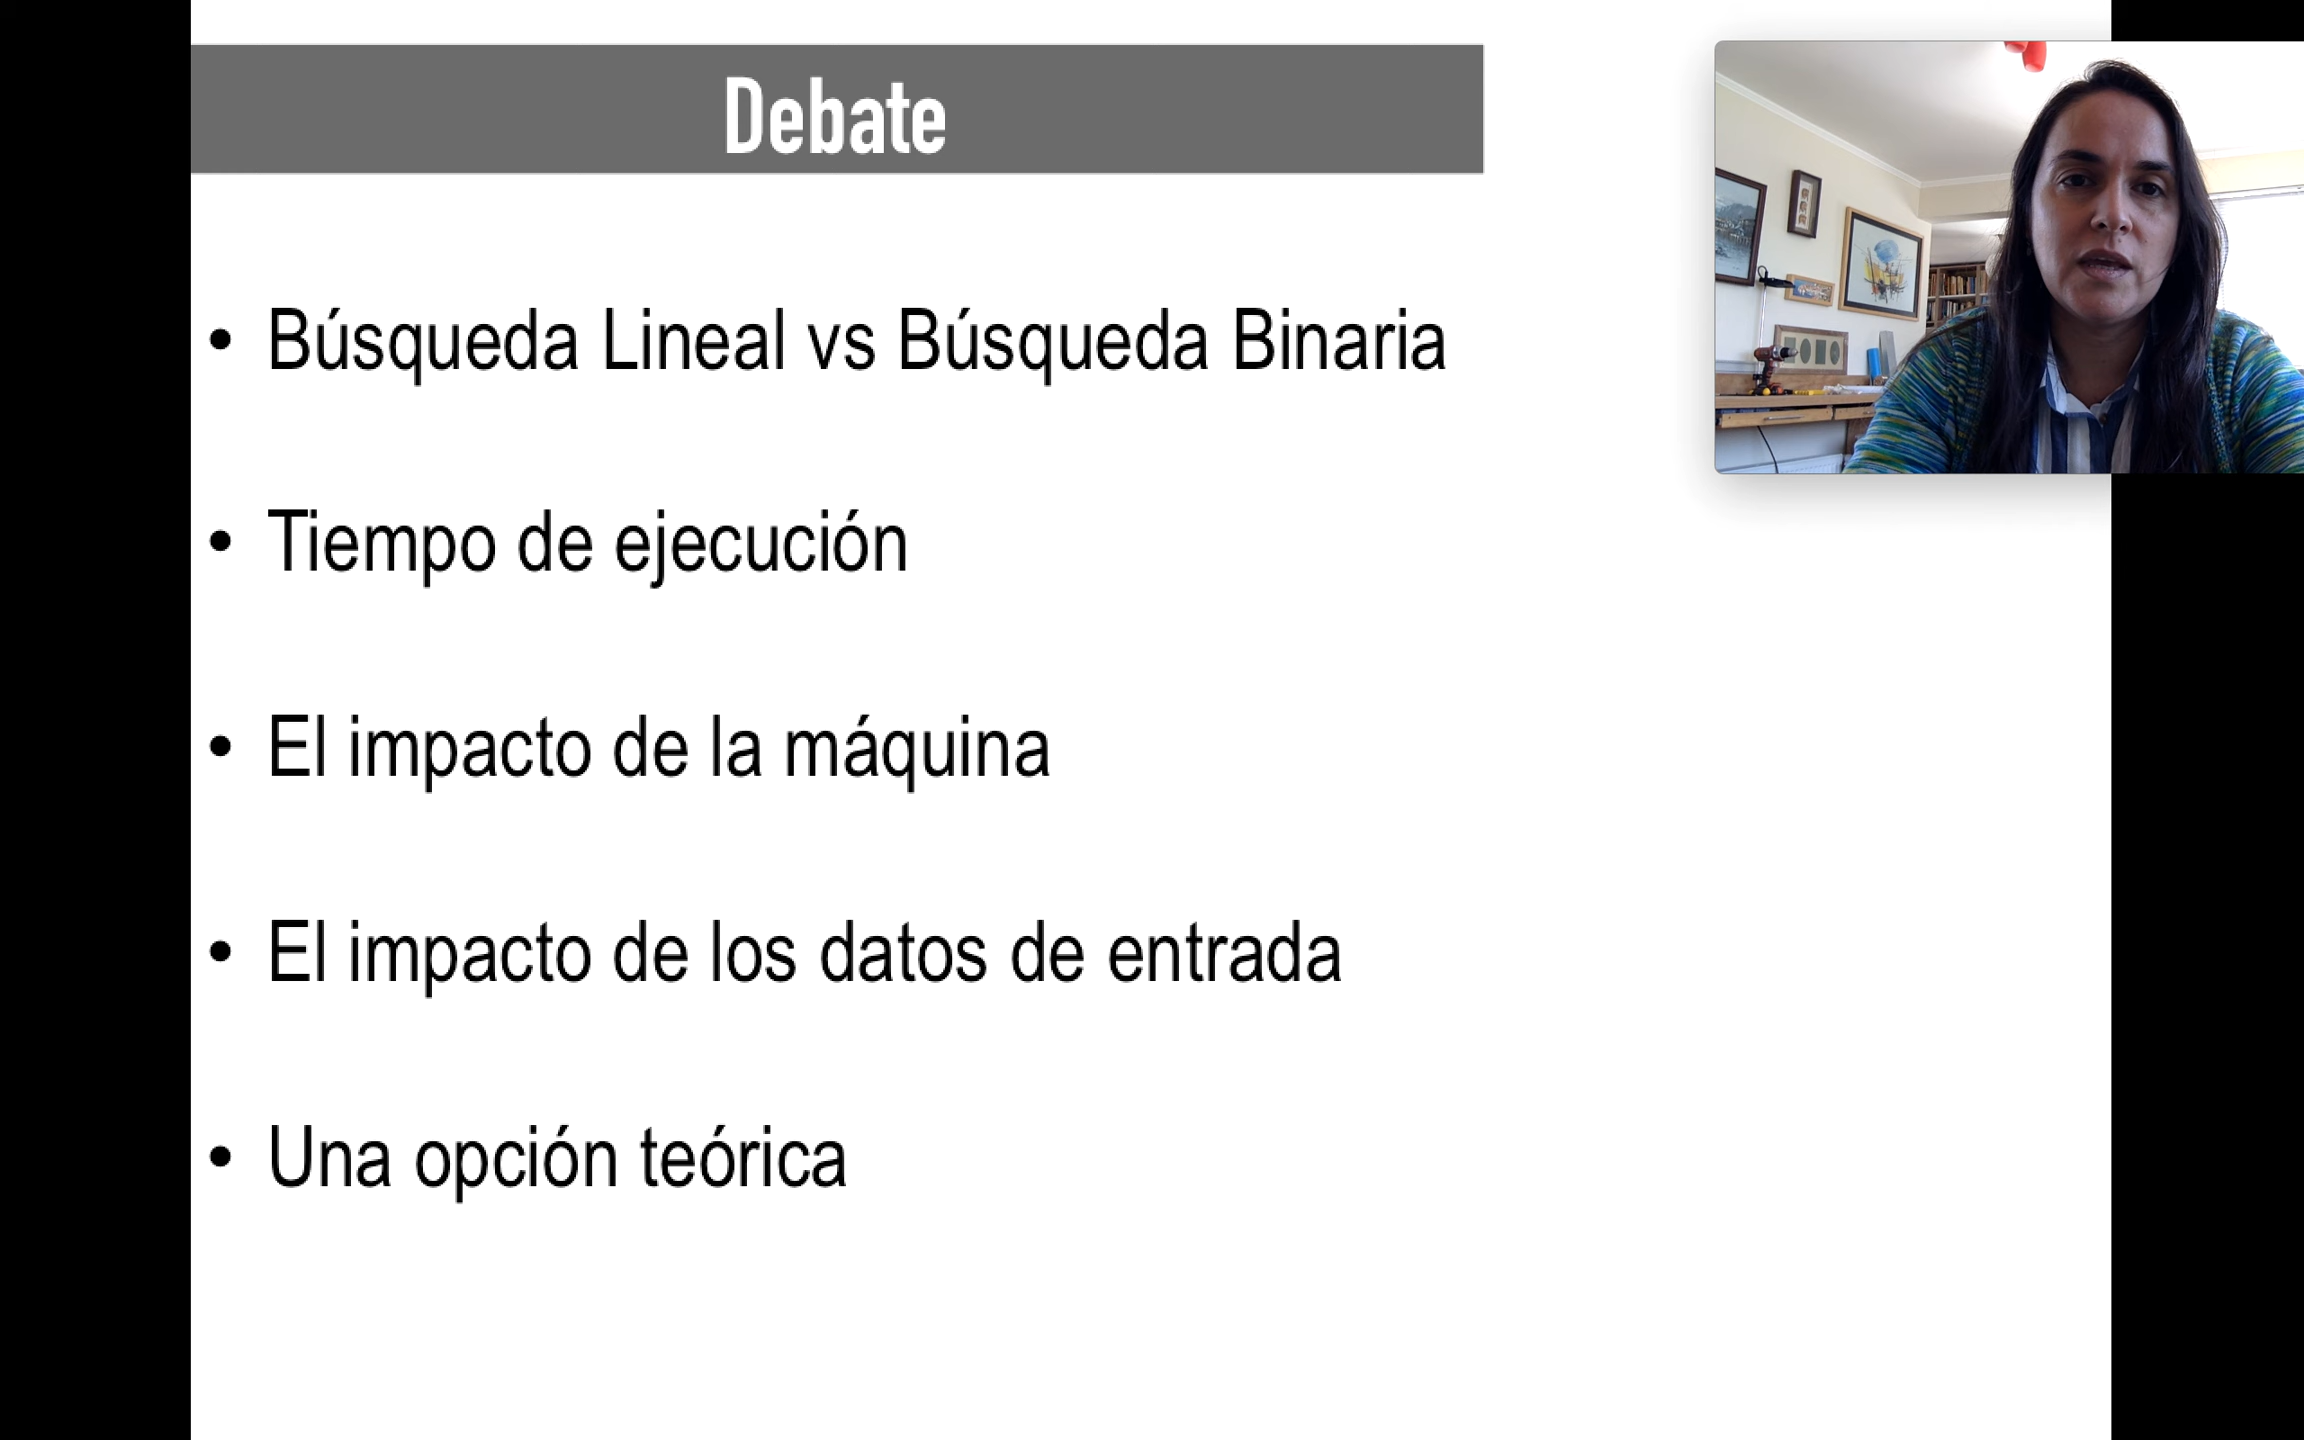 Debate
• Búsqueda Lineal vs Búsqueda Binaria
• Tiempo de ejecución
• El impacto de la máquina
• El impacto de los datos de entrada
• Una opción teórica